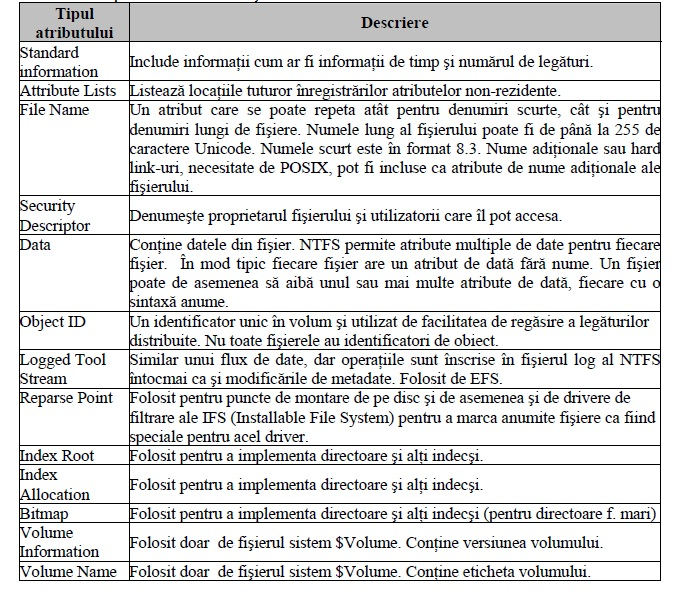 Tipul
atributului
Descriere
Standard
information
Include informații cum ar fi informații de timp şi numărul de legături.
Attribute Lists
Listează locațiile tuturor înregistrărilor atributelor non-rezidente.
File Name
Un atribut care se poate repeta atât pentru denumiri scurte, cât şi pentru
denumiri lungi de fişiere. Numele lung al fişierului poate fi de până la 255 de
caractere Unicode. Numele scurt este în format 8.3. Nume adiționale sau hard
link-uri, necesitate de POSIX, pot fi incluse ca atribute de nume adiționale ale
fişierului.
Security
Descriptor
Denumeşte proprietarul fişierului şi utilizatorii care îl pot accesa.
Data
Conține datele din fişier. NTFS permite atribute multiple de date pentru fiecare
fişier. În mod tipic fiecare fişier are un atribut de dată fără nume. Un fişier
poate de asemenea să aibă unul sau mai multe atribute de dată, fiecare cu o
sintaxă anume.
Object ID
Un identificator unic în volum şi utilizat de facilitatea de regăsire a legăturilor
distribuite. Nu toate fişierele au identificatori de obiect.
Logged Tool
Stream
Similar unui flux de date, dar operațiile sunt înscrise în fişierul log al NTFS
întocmai ca şi modificările de metadate. Folosit de EFS.
Reparse Point
Folosit pentru puncte de montare de pe disc şi de asemenea şi de drivere de
filtrare ale IFS (Installable File System) pentru a marca anumite fişiere ca fiind
speciale pentru acel driver.
Index Root
Folosit pentru a implementa directoare şi alți indecşi.
Index
Allocation
Folosit pentru a implementa directoare şi alți indecşi.
Bitmap
Folosit pentru a implementa directoare şi alți indecşi (pentru directoare f. mari)
Volume
Information
Folosit doar de fişierul sistem $Volume. Conține versiunea volumului.
Volume Name
Folosit doar de fişierul sistem $Volume. Conține eticheta volumului.